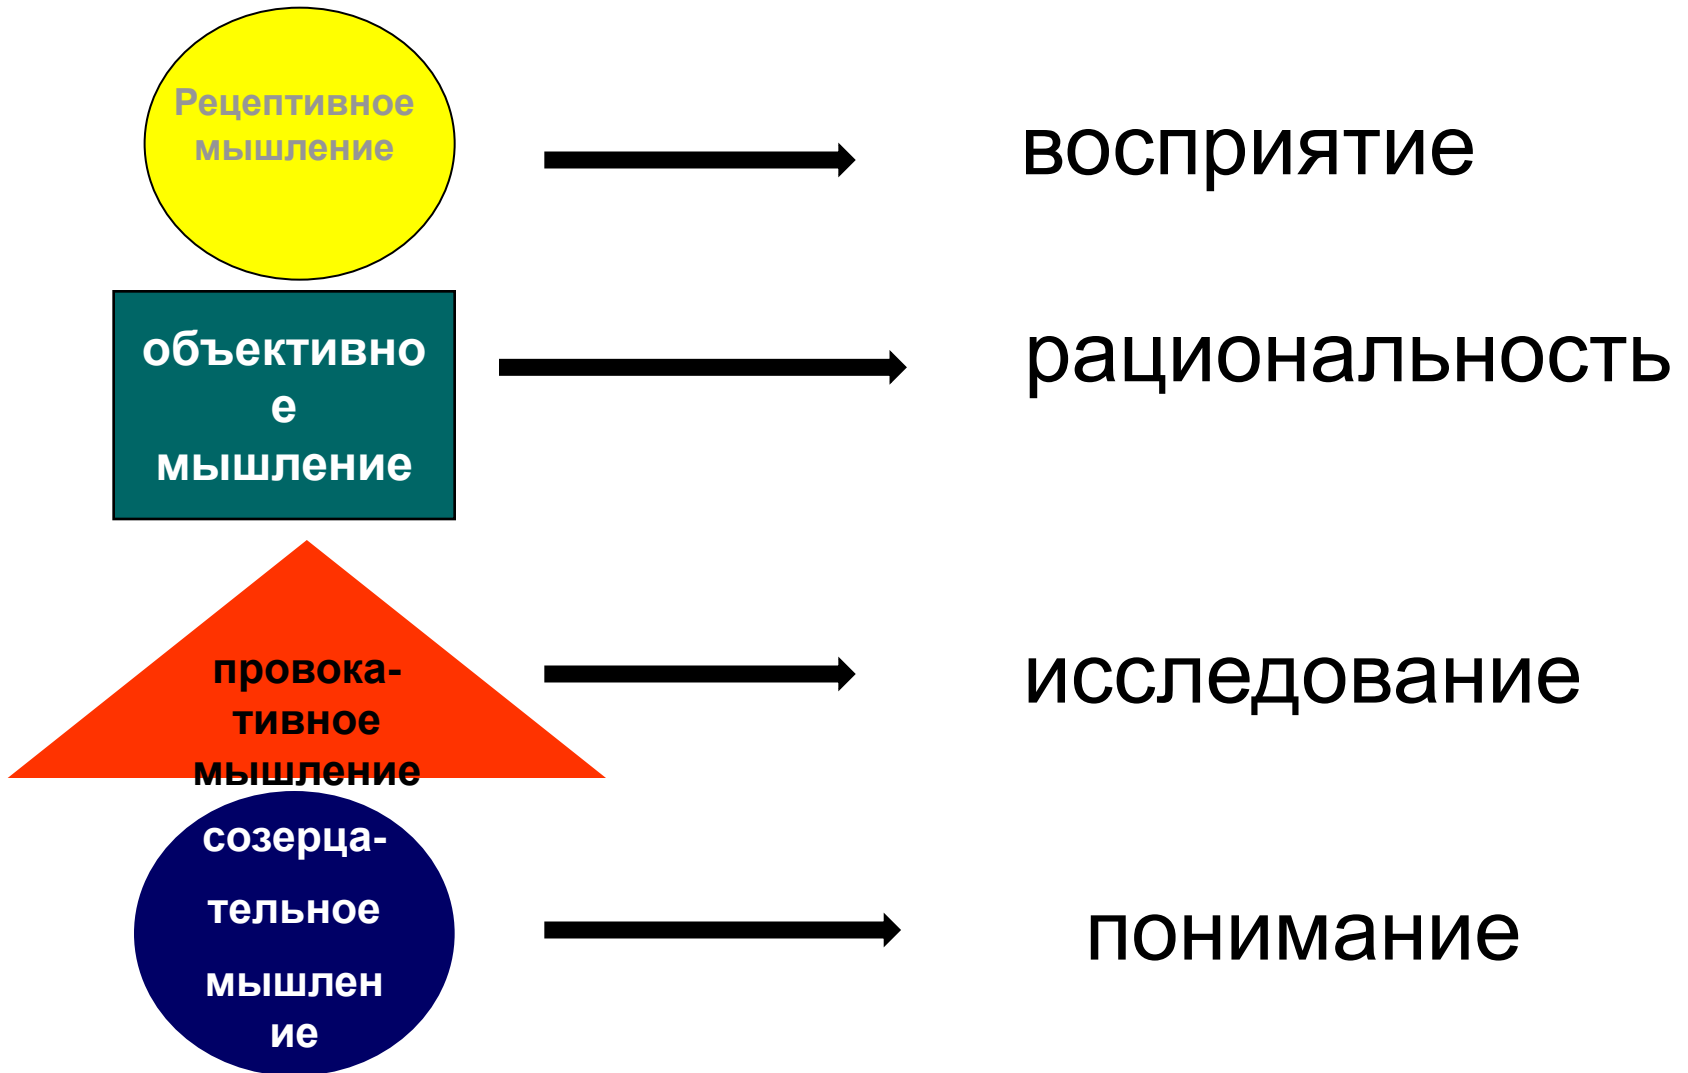 Рецептивное
мышление
восприятие
объективно
е
мышление
рациональность
провока-
тивное
мышление
исследование
созерца-
тельное
мышлен
ие
понимание